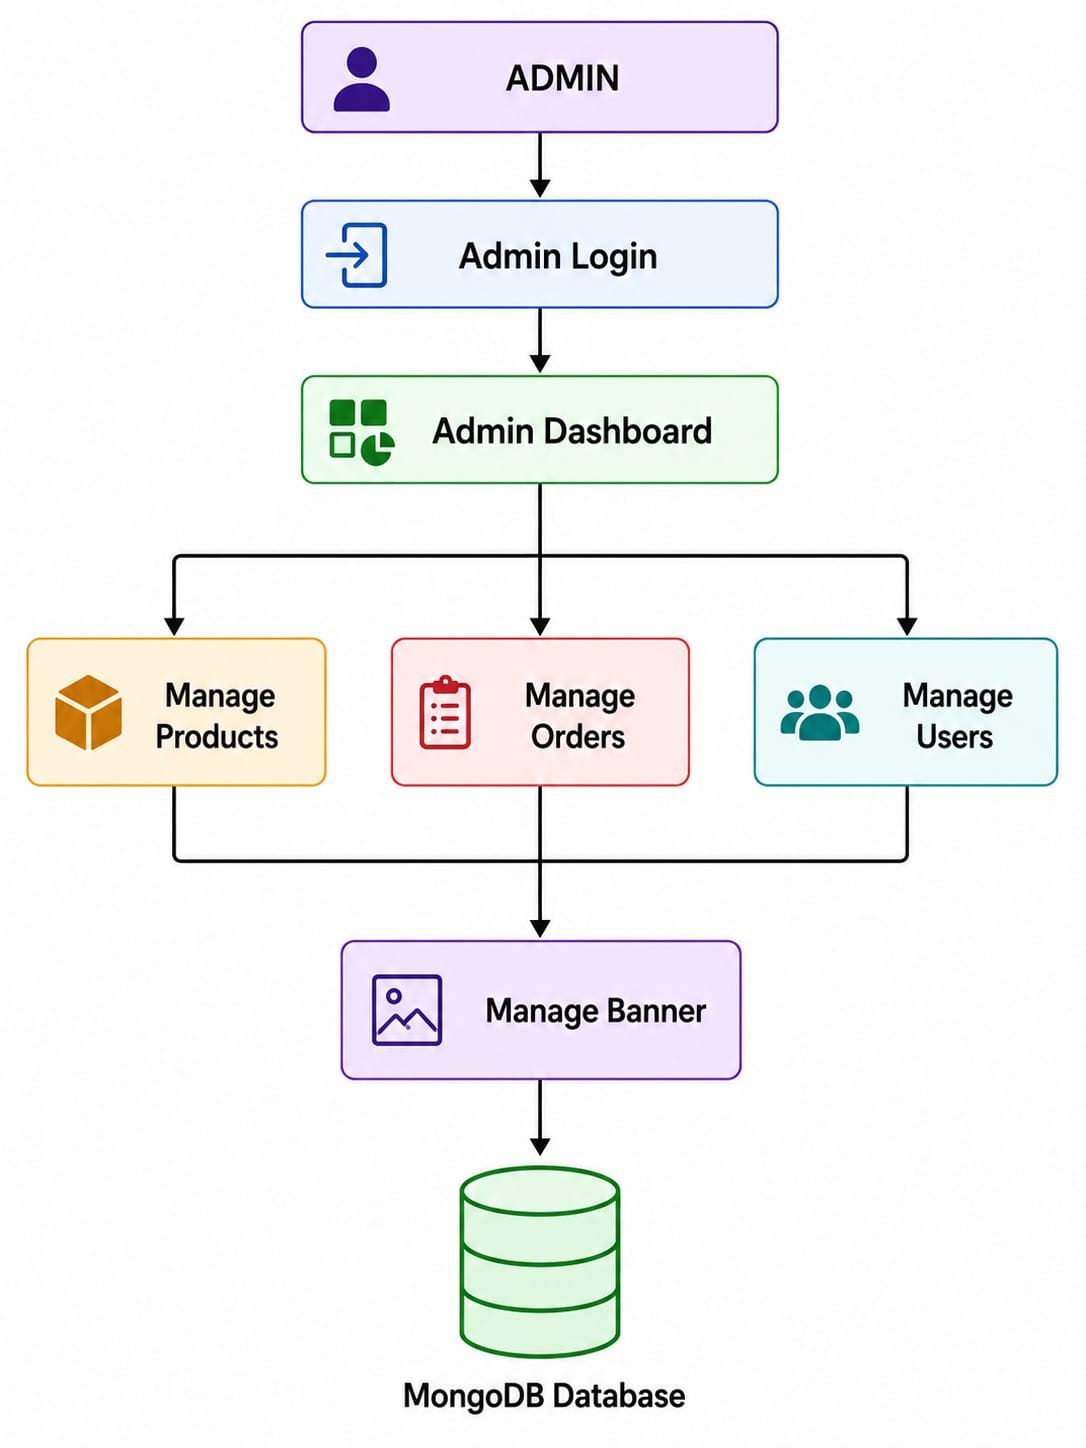 ADMIN
Admin Login
Admin Dashboard
Manage
Products
Manage
Orders
Manage
Users
Manage Banner
MongoDB Database